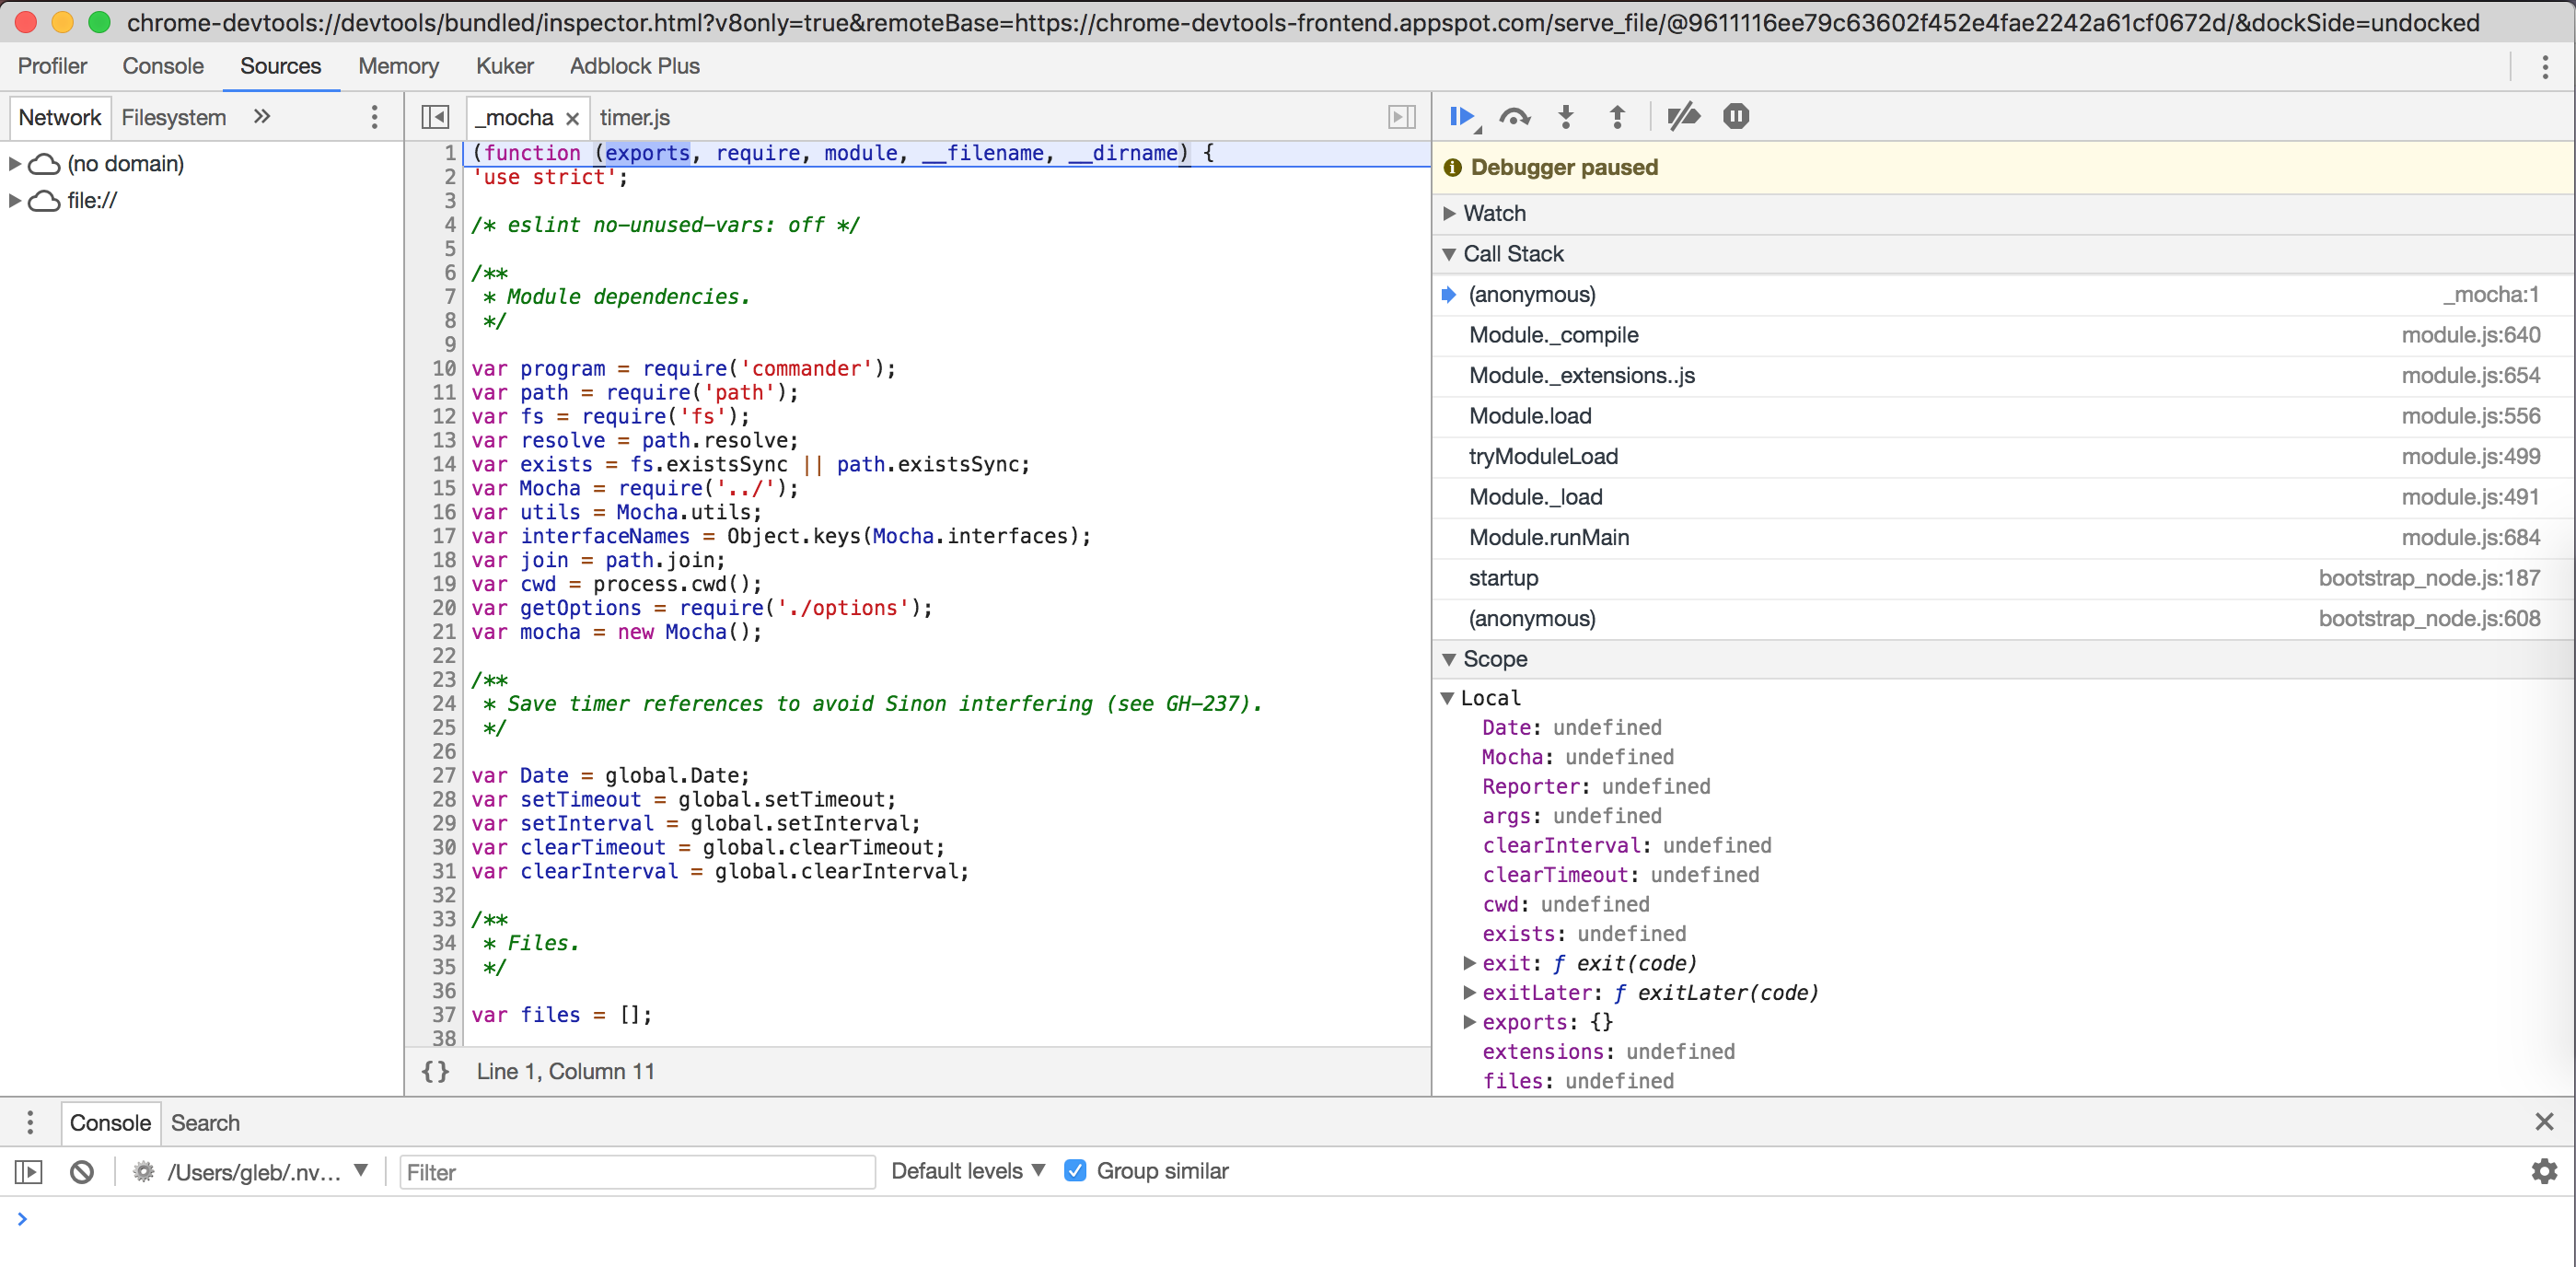 chrome-devtools://devtools/bundled/inspector.html?v8only=true&remoteBase=https://chrome-devtools-frontend.appspot.com/serve_file/@9611116ee79c63602f452e4fae2242a61cf0672d/&dockSide=undocked
Profiler Console Sources Memory Kuker Adblock Plus
Network Filesystem »
(no domain)
file://
_mocha × timer.js
1 (function (exports, require, module, __filename, __dirname) {
2 'use strict';
3
4 /* eslint no-unused-vars: off */
5
6 /**
7 * Module dependencies.
8 */
9
10 var program = require('commander');
11 var path = require('path');
12 var fs = require('fs');
13 var resolve = path.resolve;
14 var exists = fs.existsSync || path.existsSync;
15 var Mocha = require('../');
16 var utils = Mocha.utils;
17 var interfaceNames = Object.keys(Mocha.interfaces);
18 var join = path.join;
19 var cwd = process.cwd();
20 var getOptions = require('./options');
21 var mocha = new Mocha();
22
23 /**
24 * Save timer references to avoid Sinon interfering (see GH-237).
25 */
26
27 var Date = global.Date;
28 var setTimeout = global.setTimeout;
29 var setInterval = global.setInterval;
30 var clearTimeout = global.clearTimeout;
31 var clearInterval = global.clearInterval;
32
33 /**
34 * Files.
35 */
36
37 var files = [];
38
{} Line 1, Column 11
Debugger paused
Watch
Call Stack
(anonymous) _mocha:1
Module._compile module.js:640
Module._extensions..js module.js:654
Module.load module.js:556
tryModuleLoad module.js:499
Module._load module.js:491
Module.runMain module.js:684
startup bootstrap_node.js:187
(anonymous) bootstrap_node.js:608
Scope
Local
Date: undefined
Mocha: undefined
Reporter: undefined
args: undefined
clearInterval: undefined
clearTimeout: undefined
cwd: undefined
exists: undefined
exit: ƒ exit(code)
exitLater: ƒ exitLater(code)
exports: {}
extensions: undefined
files: undefined
Console Search
/Users/gleb/.nv… Filter Default levels Group similar